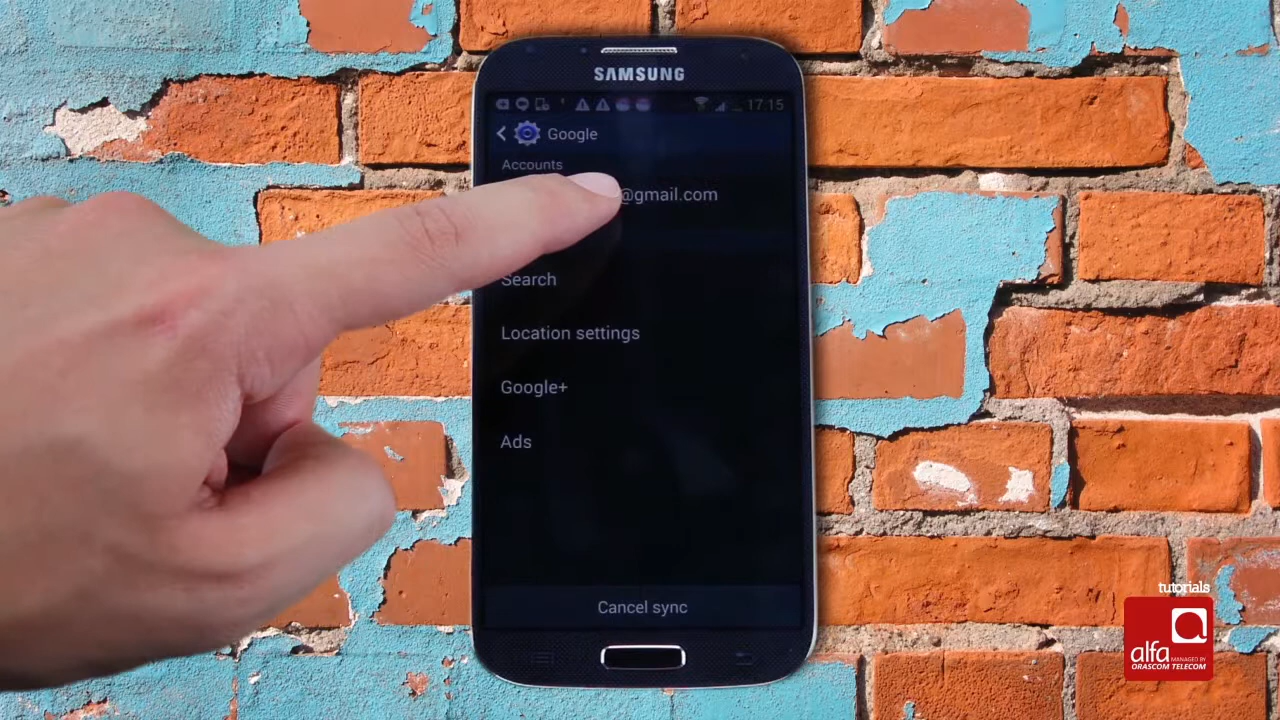 SAMSUNG
17:15
Google
Accounts
@gmail.com
Search
Location settings
Google+
Ads
Cancel sync
tutorials
a
alfa MANAGED BY
ORASCOM TELECOM